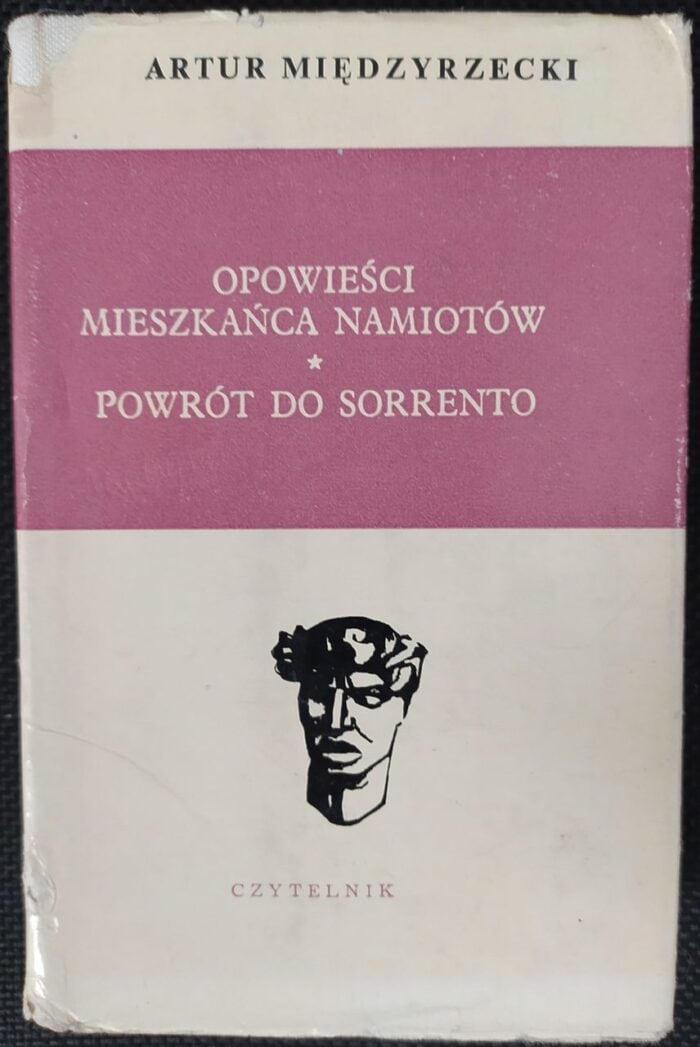 ARTUR MIĘDZYRZECKI
OPOWIEŚCI
MIESZKAŃCA NAMIOTÓW
★
POWRÓT DO SORRENTO
CZYTELNIK